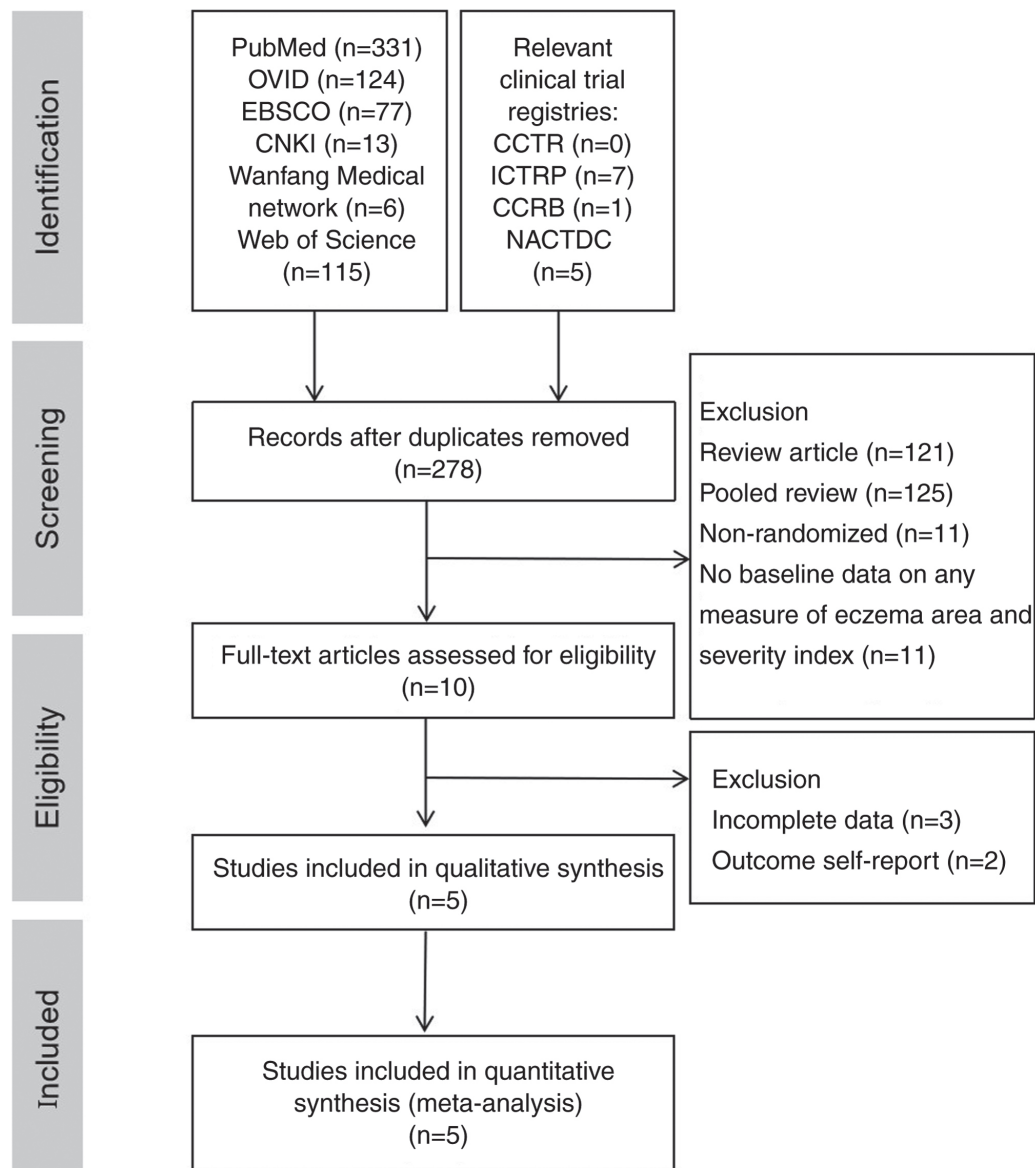 Identification
PubMed (n=331)
OVID (n=124)
EBSCO (n=77)
CNKI (n=13)
Wanfang Medical
network (n=6)
Web of Science
(n=115)
Relevant
clinical trial
registries:
CCTR (n=0)
ICTRP (n=7)
CCRB (n=1)
NACTDC
(n=5)
Screening
Records after duplicates removed
(n=278)
Exclusion
Review article (n=121)
Pooled review (n=125)
Non-randomized (n=11)
No baseline data on any
measure of eczema area and
severity index (n=11)
Eligibility
Full-text articles assessed for eligibility
(n=10)
Exclusion
Incomplete data (n=3)
Outcome self-report (n=2)
Studies included in qualitative synthesis
(n=5)
Included
Studies included in quantitative
synthesis (meta-analysis)
(n=5)